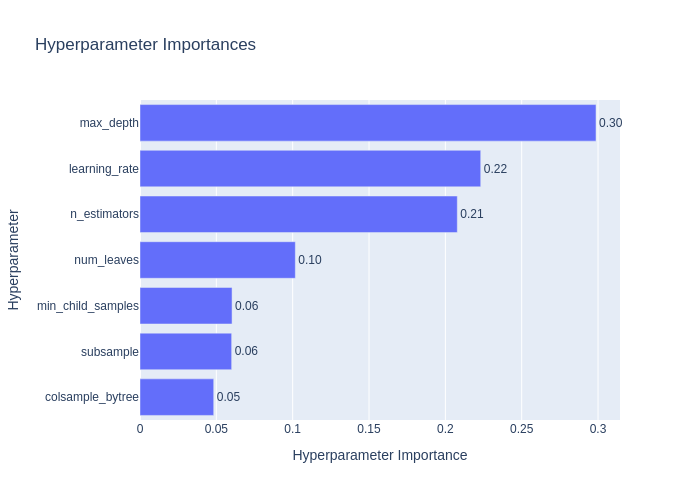 Hyperparameter Importances
Hyperparameter
max_depth 0.30
learning_rate 0.22
n_estimators 0.21
num_leaves 0.10
min_child_samples 0.06
subsample 0.06
colsample_bytree 0.05
0 0.05 0.1 0.15 0.2 0.25 0.3
Hyperparameter Importance